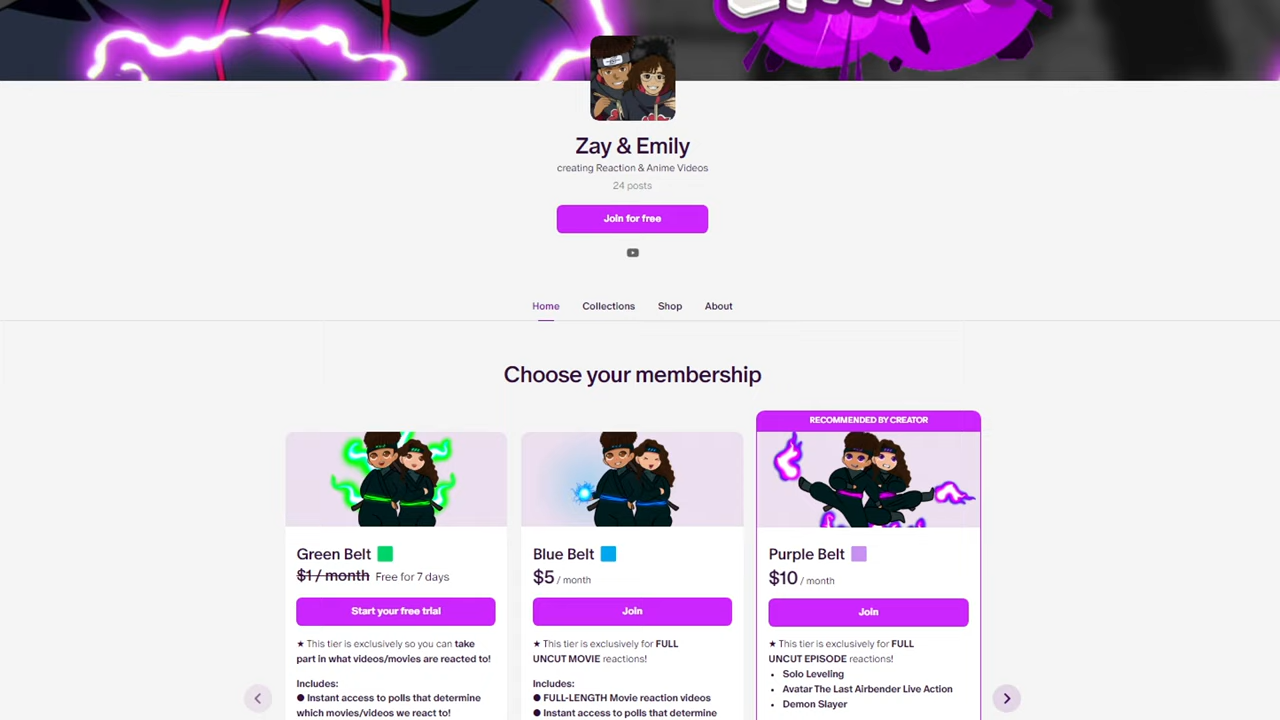 Zay & Emily
creating Reaction & Anime Videos
24 posts
Join for free
Home
Collections
Shop
About
Choose your membership
Green Belt
$1 / month Free for 7 days
Start your free trial
★ This tier is exclusively so you can take
part in what videos/movies are reacted to!
Includes:
● Instant access to polls that determine
which movies/videos we react to!
Blue Belt
$5 / month
Join
★ This tier is exclusively for FULL
UNCUT MOVIE reactions!
Includes:
● FULL-LENGTH Movie reaction videos
● Instant access to polls that determine
RECOMMENDED BY CREATOR
Purple Belt
$10 / month
Join
★ This tier is exclusively for FULL
UNCUT EPISODE reactions!
• Solo Leveling
• Avatar The Last Airbender Live Action
• Demon Slayer